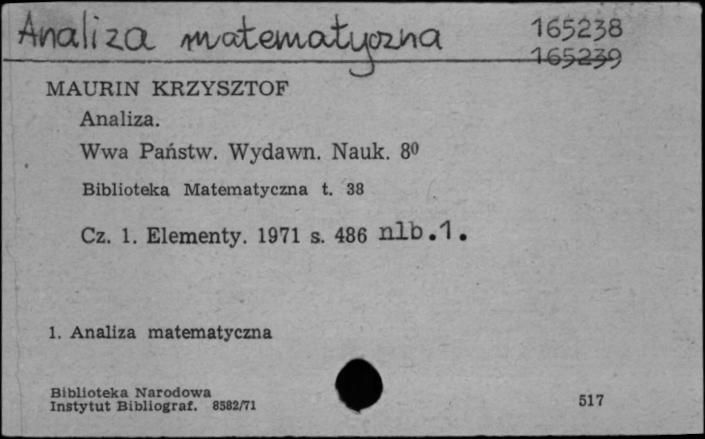 Analiza matematyczna 165238
165239
MAURIN KRZYSZTOF
Analiza.
Wwa Państw. Wydawn. Nauk. 8⁰
Biblioteka Matematyczna t. 38
Cz. 1. Elementy. 1971 s. 486 nlb.1.
1. Analiza matematyczna
Biblioteka Narodowa
Instytut Bibliograf. 8582/71 517